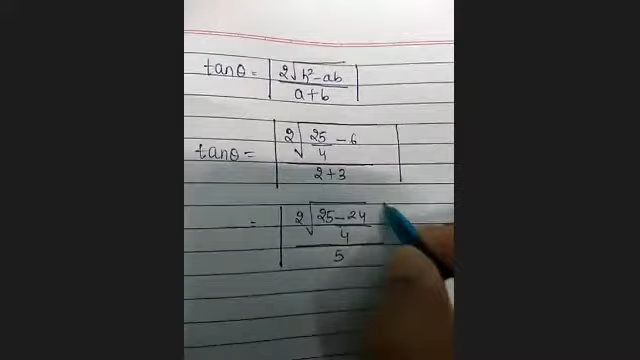 tanθ = |2√h²-ab / a+b|
tanθ = |2√25/4 - 6 / 2+3|
= |2√25-24/4 / 5